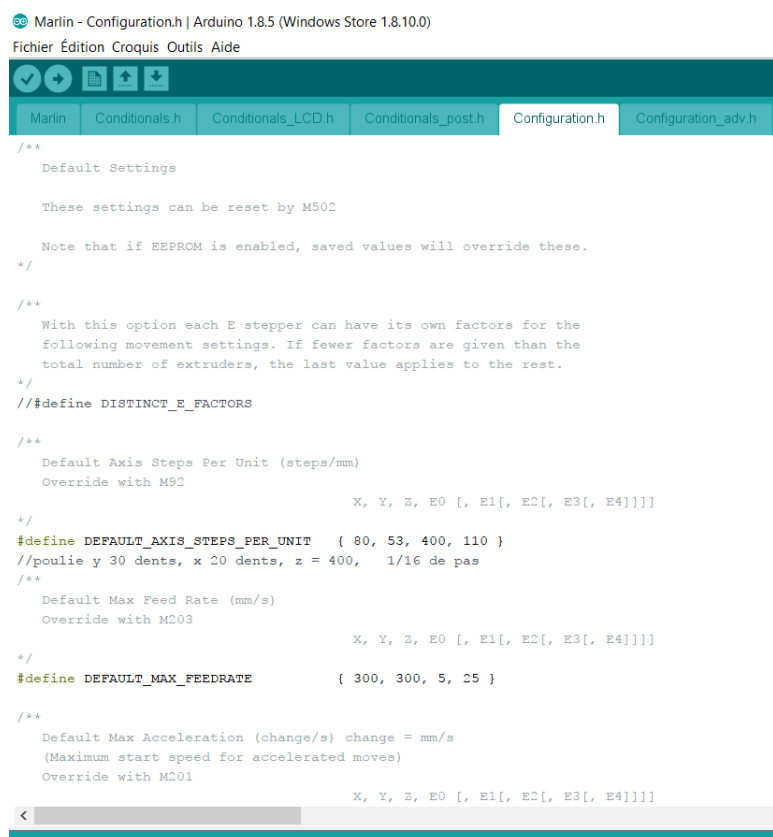 Marlin - Configuration.h | Arduino 1.8.5 (Windows Store 1.8.10.0)
Fichier Édition Croquis Outils Aide
Marlin Conditionals.h Conditionals_LCD.h Conditionals_post.h Configuration.h Configuration_adv.h
/**
Default Settings
These settings can be reset by M502
Note that if EEPROM is enabled, saved values will override these.
*/
/**
With this option each E stepper can have its own factors for the
following movement settings. If fewer factors are given than the
total number of extruders, the last value applies to the rest.
*/
//#define DISTINCT_E_FACTORS
/**
Default Axis Steps Per Unit (steps/mm)
Override with M92
X, Y, Z, E0 [, E1[, E2[, E3[, E4]]]]
*/
#define DEFAULT_AXIS_STEPS_PER_UNIT { 80, 53, 400, 110 }
//poulie y 30 dents, x 20 dents, z = 400, 1/16 de pas
/**
Default Max Feed Rate (mm/s)
Override with M203
X, Y, Z, E0 [, E1[, E2[, E3[, E4]]]]
*/
#define DEFAULT_MAX_FEEDRATE { 300, 300, 5, 25 }
/**
Default Max Acceleration (change/s) change = mm/s
(Maximum start speed for accelerated moves)
Override with M201
X, Y, Z, E0 [, E1[, E2[, E3[, E4]]]]